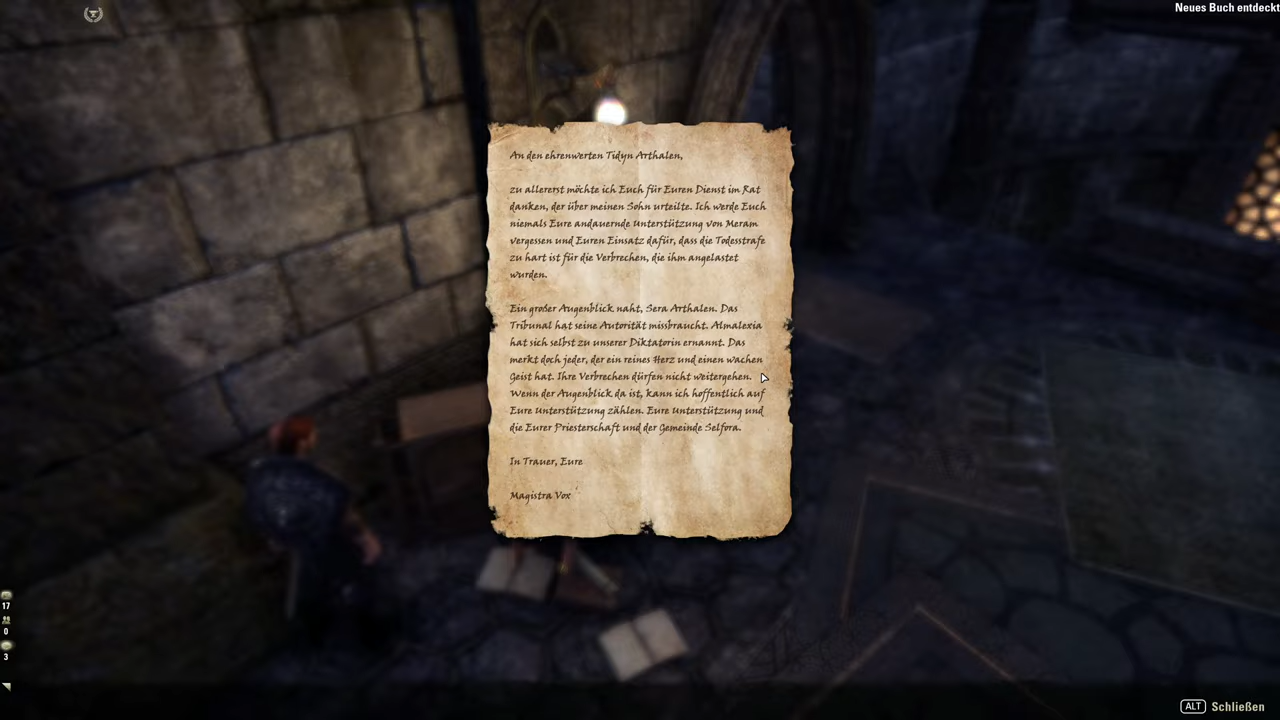 Neues Buch entdeckt
An den ehrenwerten Tidyn Arthalen,
zu allererst möchte ich Euch für Euren Dienst im Rat
danken, der über meinen Sohn urteilte. Ich werde Euch
niemals Eure andauernde Unterstützung von Meram
vergessen und Euren Einsatz dafür, dass die Todesstrafe
zu hart ist für die Verbrechen, die ihm angelastet
wurden.
Ein großer Augenblick naht, Sera Arthalen. Das
Tribunal hat seine Autorität missbraucht. Almalexia
hat sich selbst zu unserer Diktatorin ernannt. Das
merkt doch jeder, der ein reines Herz und einen wachen
Geist hat. Ihre Verbrechen dürfen nicht weitergehen.
Wenn der Augenblick da ist, kann ich hoffentlich auf
Eure Unterstützung zählen. Eure Unterstützung und
die Eurer Priesterschaft und der Gemeinde Selfora.
In Trauer, Eure
Magistra Vox
17
0
3
ALT Schließen